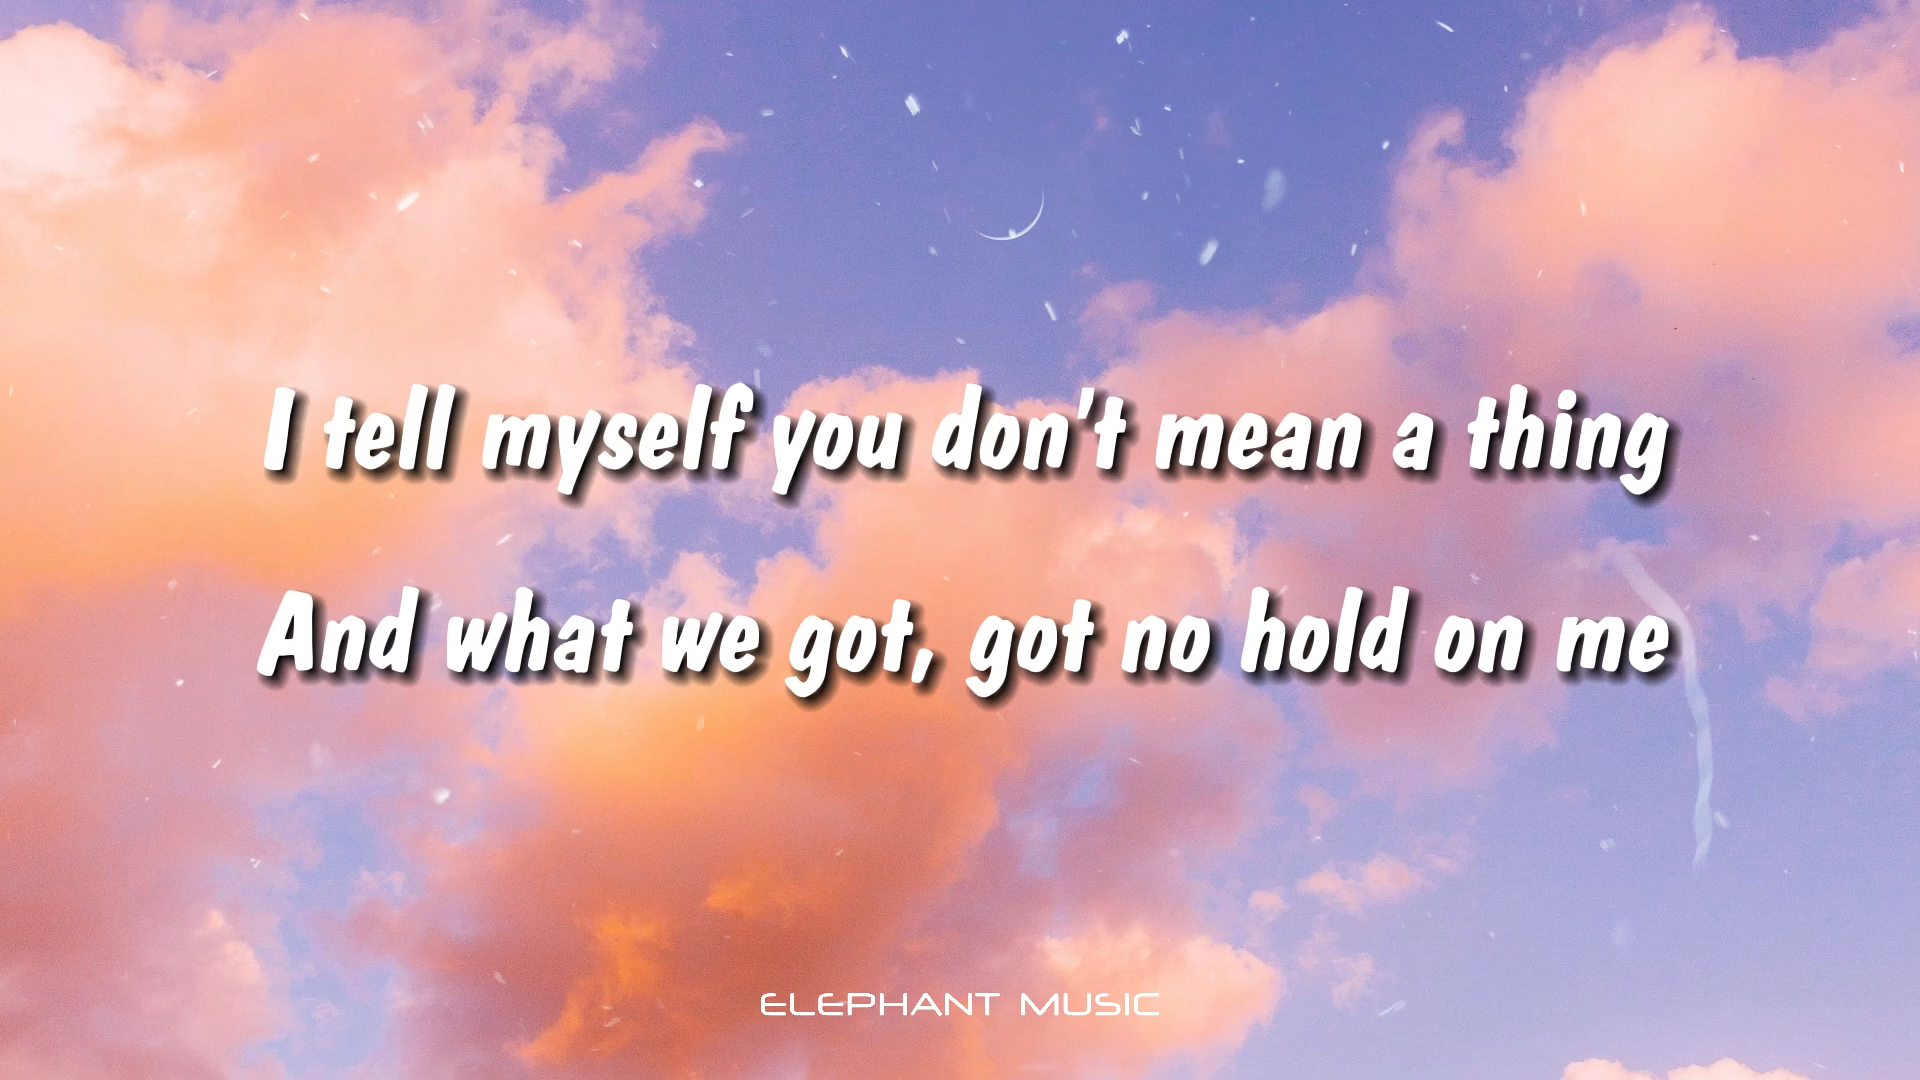 I tell myself you don't mean a thing
And what we got, got no hold on me
ELEPHANT MUSIC